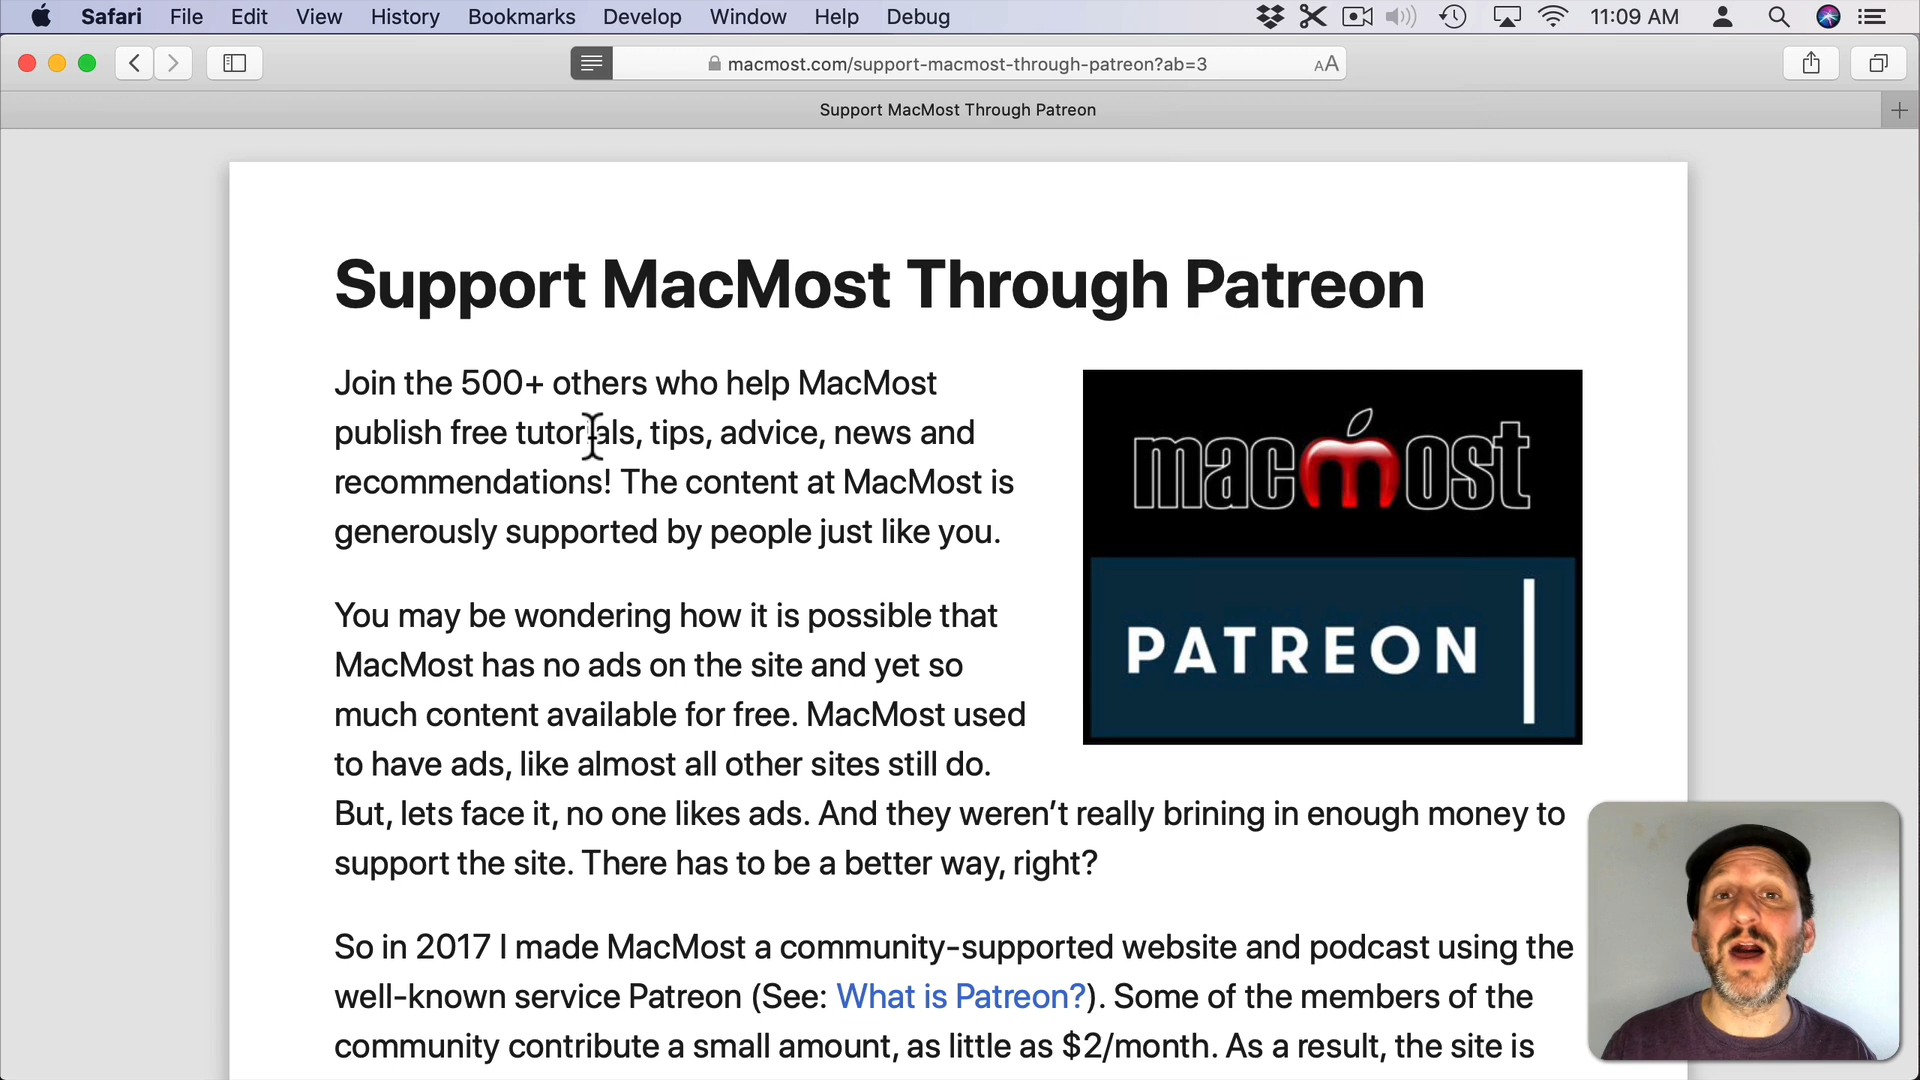 Safari File Edit View History Bookmarks Develop Window Help Debug 11:09 AM
macmost.com/support-macmost-through-patreon?ab=3 AA
Support MacMost Through Patreon
Support MacMost Through Patreon
Join the 500+ others who help MacMost
publish free tutorials, tips, advice, news and
recommendations! The content at MacMost is
generously supported by people just like you.
macmost
PATREON
You may be wondering how it is possible that
MacMost has no ads on the site and yet so
much content available for free. MacMost used
to have ads, like almost all other sites still do.
But, lets face it, no one likes ads. And they weren’t really brining in enough money to
support the site. There has to be a better way, right?
So in 2017 I made MacMost a community-supported website and podcast using the
well-known service Patreon (See: What is Patreon?). Some of the members of the
community contribute a small amount, as little as $2/month. As a result, the site is